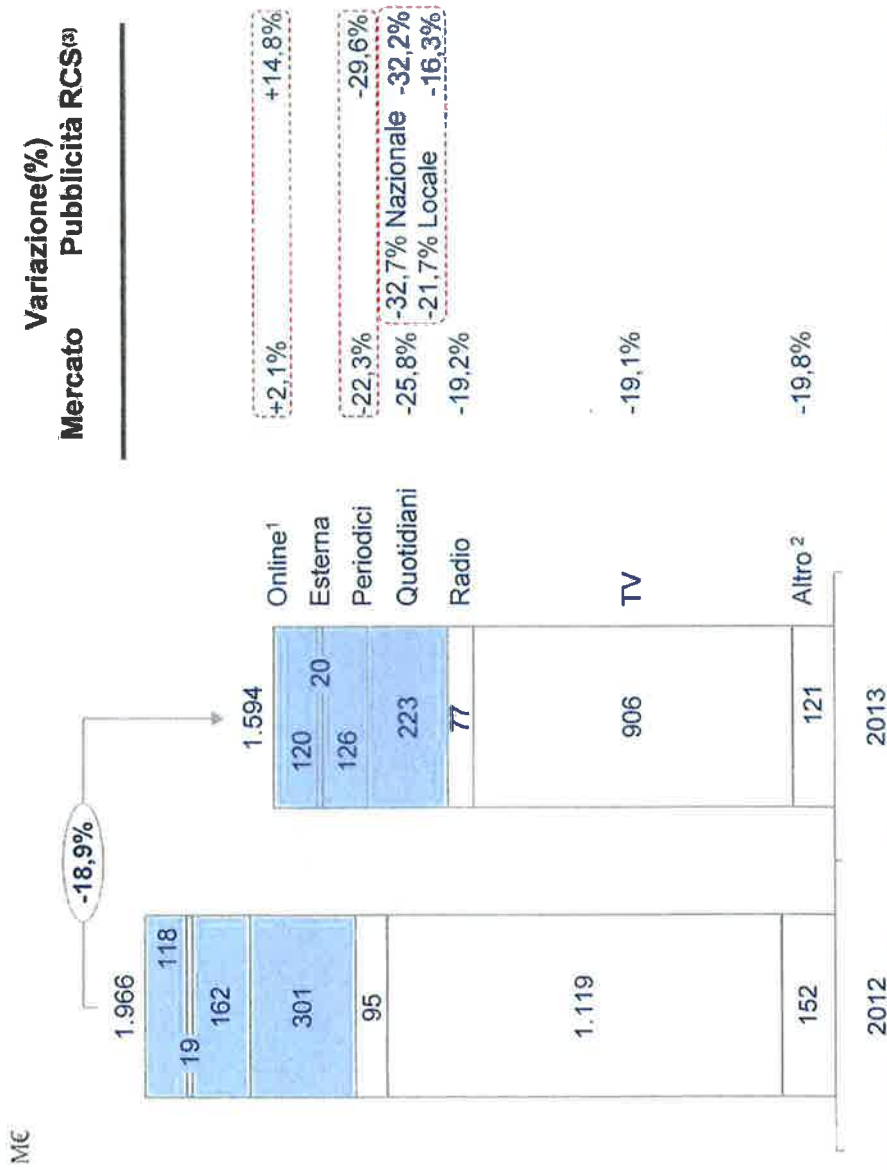 M€
Variazione(%)
Mercato Pubblicità RCS(3)
-18,9%
1.966
1.594
118
19
162
301
95
1.119
152
2012
120
20
126
223
77
906
121
2013
Online¹ +2,1% +14,8%
Esterna
Periodici -22,3% -29,6%
Quotidiani -25,8% -32,7% Nazionale -32,2%
-21,7% Locale -16,3%
Radio -19,2%
TV -19,1%
Altro ² -19,8%